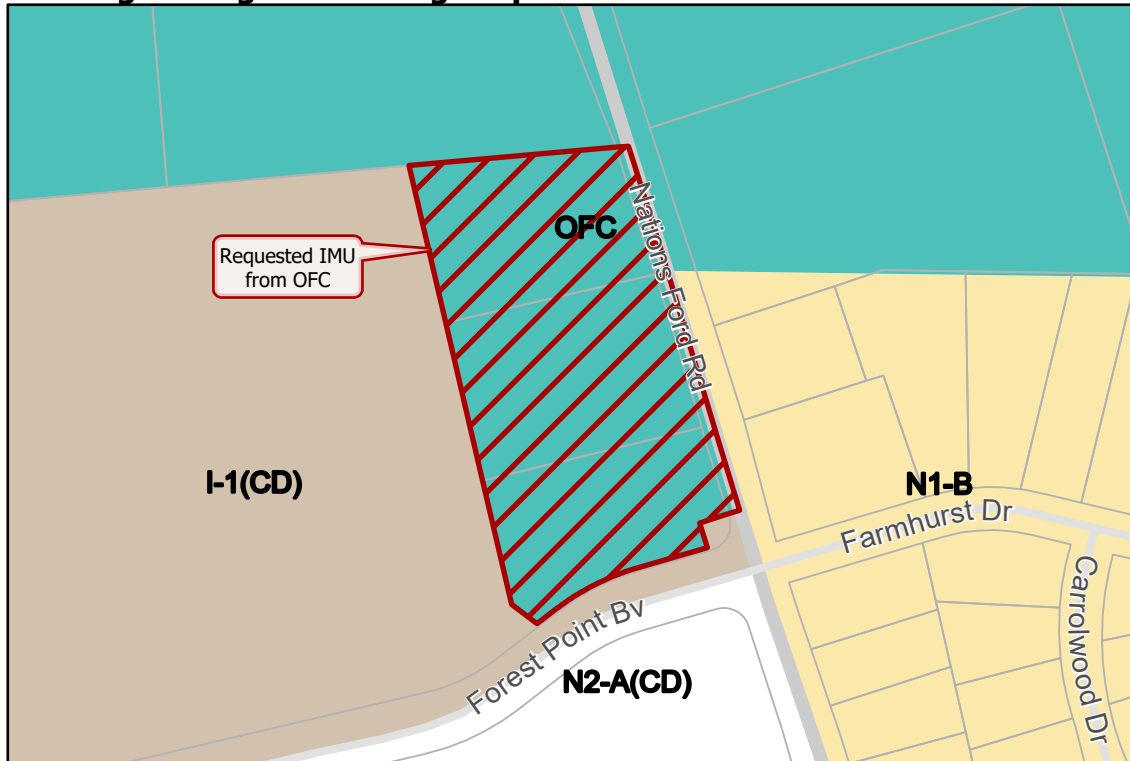 OFC
Nations Ford Rd
Requested IMU
from OFC
I-1(CD)
N1-B
Farmhurst Dr
Carrolwood Dr
Forest Point Bv
N2-A(CD)